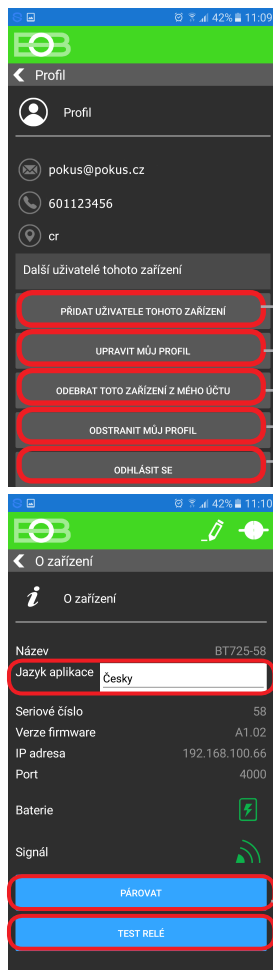 42% 11:09
EOB
Profil
Profil
pokus@pokus.cz
601123456
cr
Další uživatelé tohoto zařízení
PŘIDAT UŽIVATELE TOHOTO ZAŘÍZENÍ
UPRAVIT MŮJ PROFIL
ODEBRAT TOTO ZAŘÍZENÍ Z MÉHO ÚČTU
ODSTRANIT MŮJ PROFIL
ODHLÁSIT SE
42% 11:10
EOB
O zařízení
i O zařízení
Název BT725-58
Jazyk aplikace Česky
Seriové číslo 58
Verze firmware A1.02
IP adresa 192.168.100.66
Port 4000
Baterie
Signál
PÁROVAT
TEST RELÉ